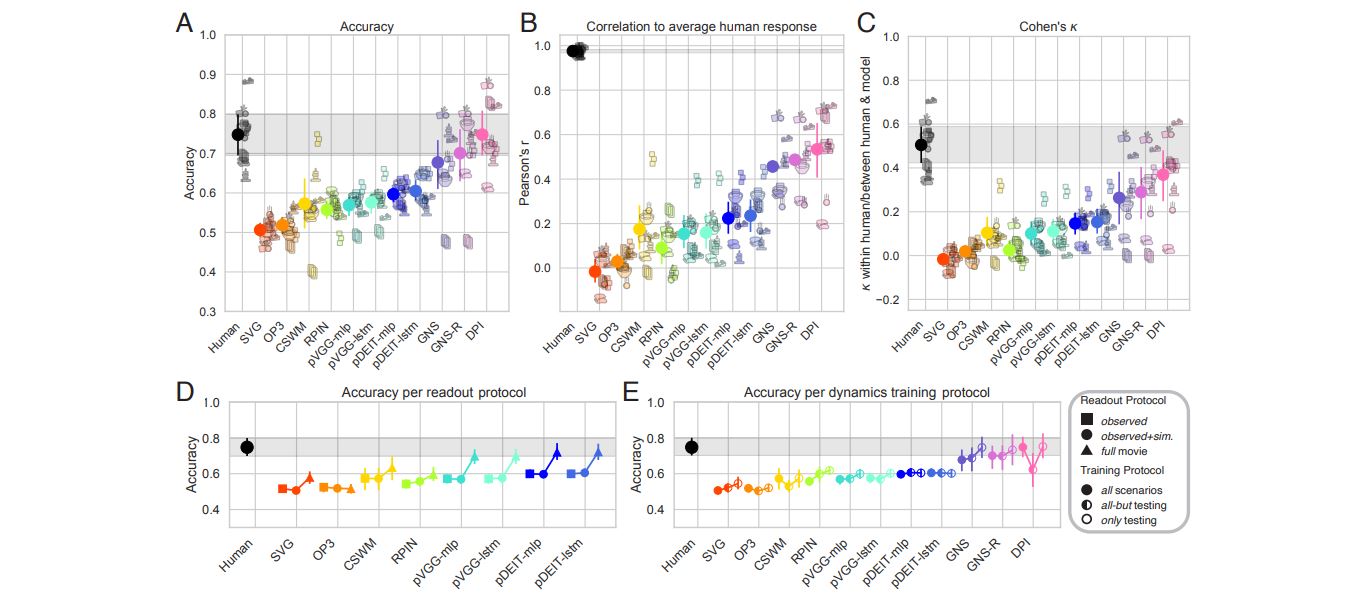 A
Accuracy
Accuracy
1.0
0.9
0.8
0.7
0.6
0.5
0.4
0.3
Human
SVG
OP3
CSWM
RPIN
pVGG-mlp
pVGG-lstm
pDEIT-mlp
pDEIT-lstm
GNS
GNS-R
DPI
B
Correlation to average human response
Pearson's r
1.0
0.8
0.6
0.4
0.2
0.0
Human
SVG
OP3
CSWM
RPIN
pVGG-mlp
pVGG-lstm
pDEIT-mlp
pDEIT-lstm
GNS
GNS-R
DPI
C
Cohen's κ
κ within human/between human & model
1.0
0.8
0.6
0.4
0.2
0.0
−0.2
Human
SVG
OP3
CSWM
RPIN
pVGG-mlp
pVGG-lstm
pDEIT-mlp
pDEIT-lstm
GNS
GNS-R
DPI
D
Accuracy per readout protocol
Accuracy
1.0
0.8
0.6
0.4
Human
SVG
OP3
CSWM
RPIN
pVGG-mlp
pVGG-lstm
pDEIT-mlp
pDEIT-lstm
E
Accuracy per dynamics training protocol
Accuracy
1.0
0.8
0.6
0.4
Human
SVG
OP3
CSWM
RPIN
pVGG-mlp
pVGG-lstm
pDEIT-mlp
pDEIT-lstm
GNS
GNS-R
DPI
Readout Protocol
observed
observed+sim.
full movie
Training Protocol
all scenarios
all-but testing
only testing